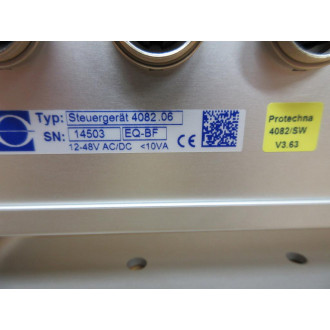 Typ: Steuergerät 4082 .06
SN: 14503 EQ-BF
12-48V AC/DC <10VA CE
Protechna
4082/SW
V3.63